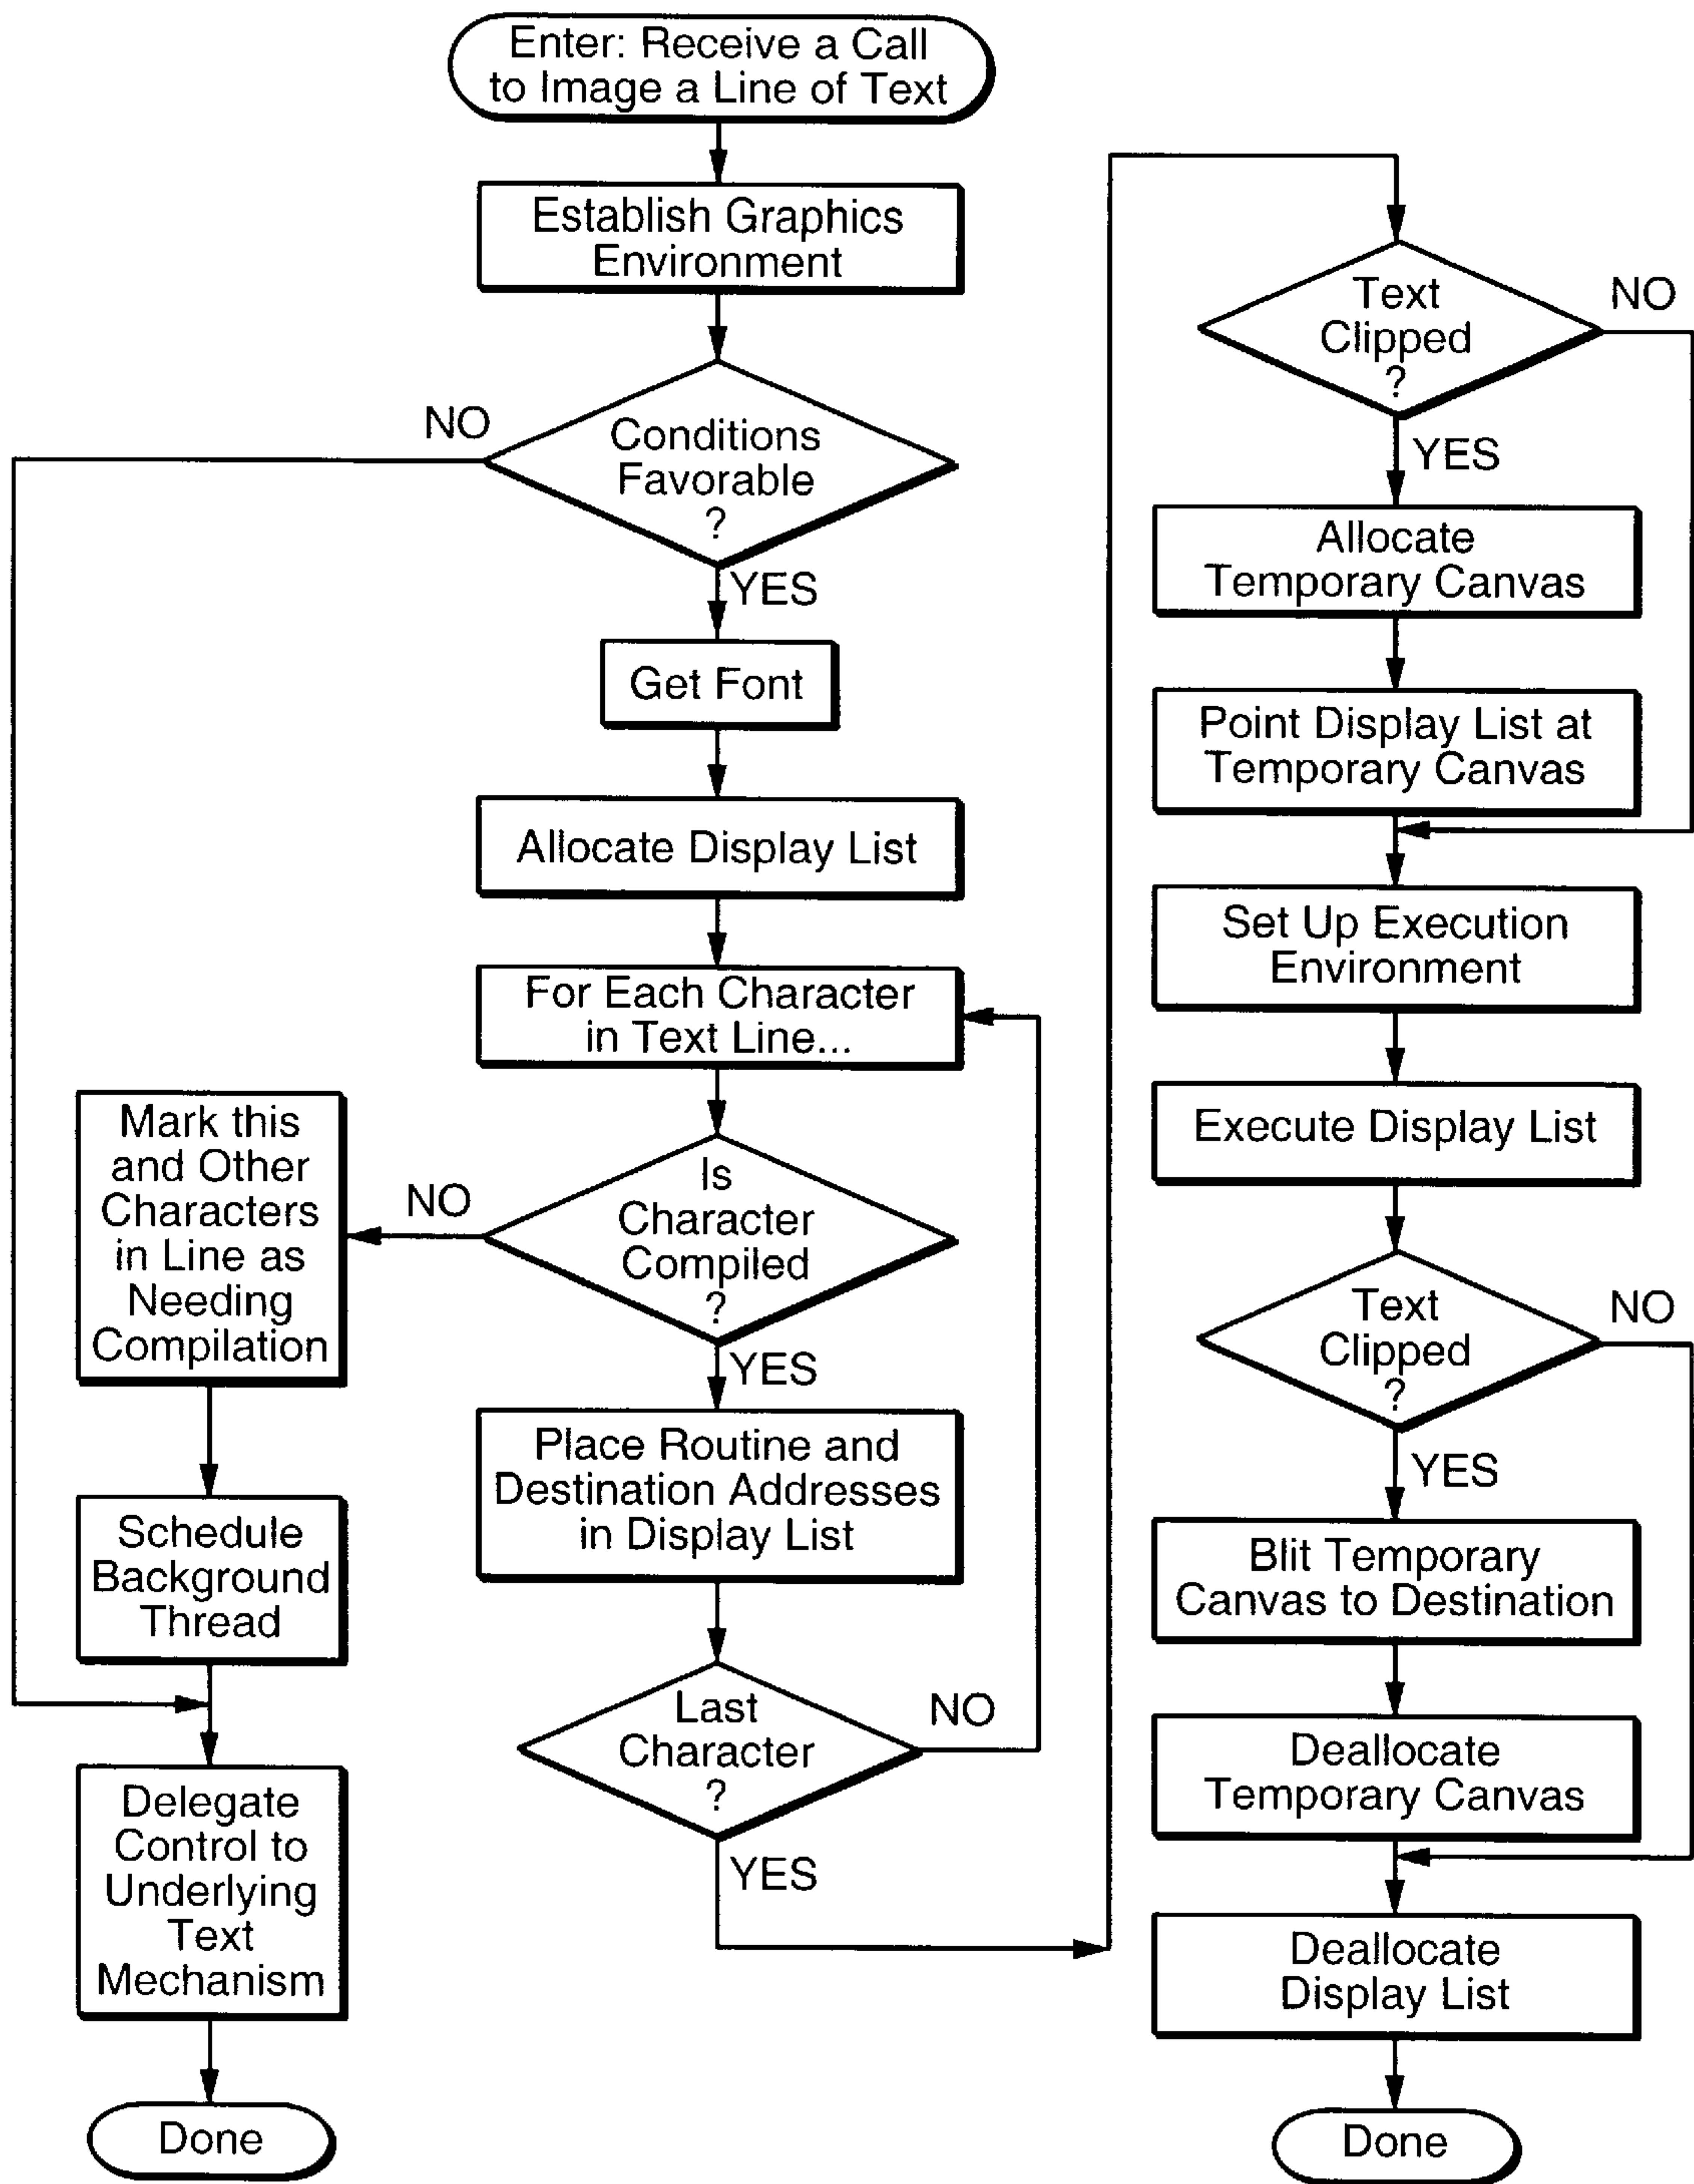 Enter: Receive a Call
to Image a Line of Text
Establish Graphics
Environment
Conditions
Favorable
?
NO
YES
Get Font
Allocate Display List
For Each Character
in Text Line...
Is
Character
Compiled
?
NO
YES
Mark this
and Other
Characters
in Line as
Needing
Compilation
Schedule
Background
Thread
Delegate
Control to
Underlying
Text
Mechanism
Done
Place Routine and
Destination Addresses
in Display List
Last
Character
?
NO
YES
Text
Clipped
?
NO
YES
Allocate
Temporary Canvas
Point Display List at
Temporary Canvas
Set Up Execution
Environment
Execute Display List
Text
Clipped
?
NO
YES
Blit Temporary
Canvas to Destination
Deallocate
Temporary Canvas
Deallocate
Display List
Done